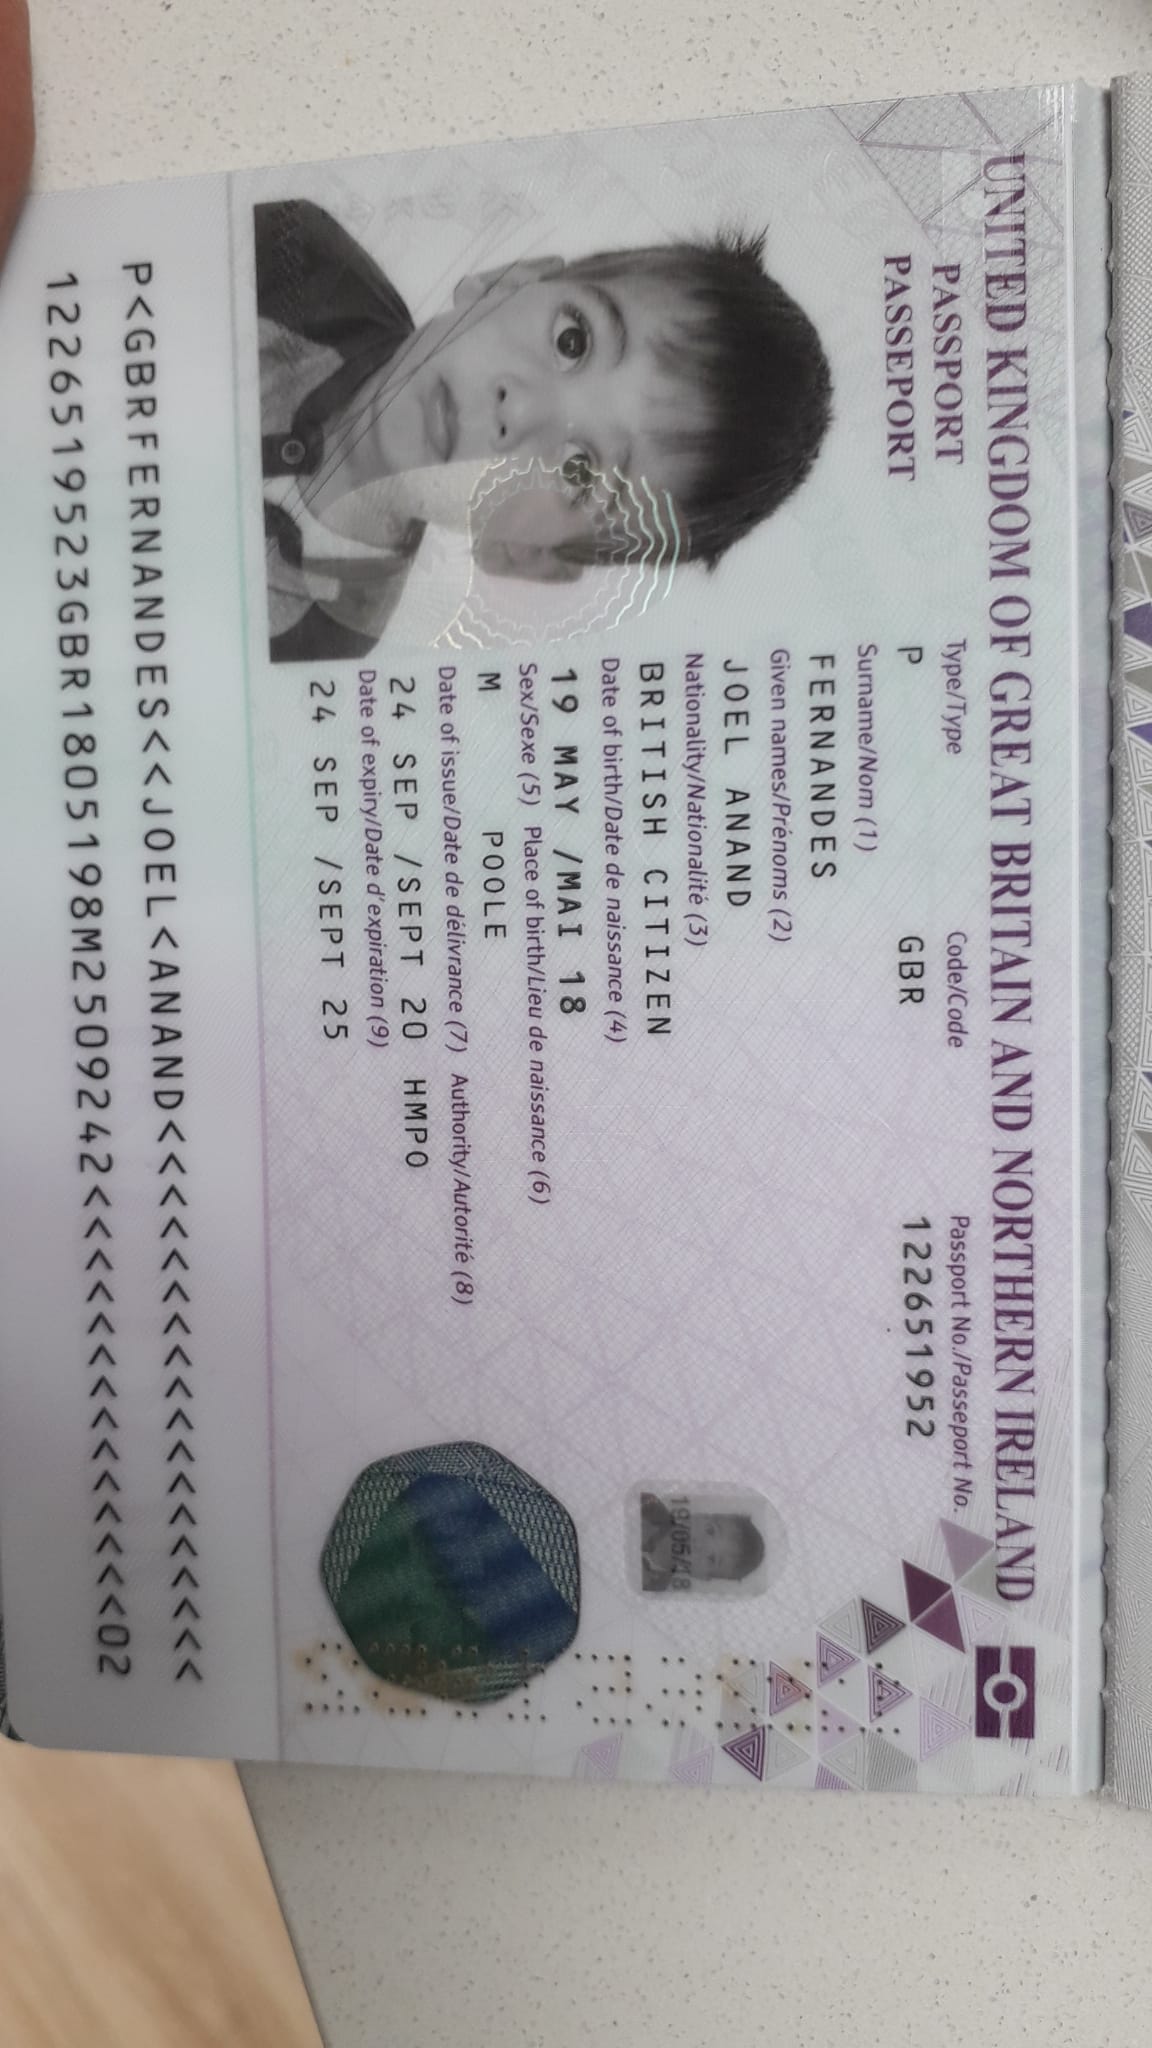 UNITED KINGDOM OF GREAT BRITAIN AND NORTHERN IRELAND
PASSPORT
PASSEPORT
Type/Type Code/Code Passport No./Passeport No.
P GBR 122651952
Surname/Nom (1)
FERNANDES
Given names/Prénoms (2)
JOEL ANAND
Nationality/Nationalité (3)
BRITISH CITIZEN
Date of birth/Date de naissance (4)
19 MAY /MAI 18
Sex/Sexe (5) Place of birth/Lieu de naissance (6)
M POOLE
Date of issue/Date de délivrance (7) Authority/Autorité (8)
24 SEP /SEPT 20 HMPO
Date of expiry/Date d'expiration (9)
24 SEP /SEPT 25
19/05/18
P<GBRFERNANDES<<JOEL<ANAND<<<<<<<<<<<<<<<<<<
1226519523GBR1805198M2509242<<<<<<<<<<<<<<02